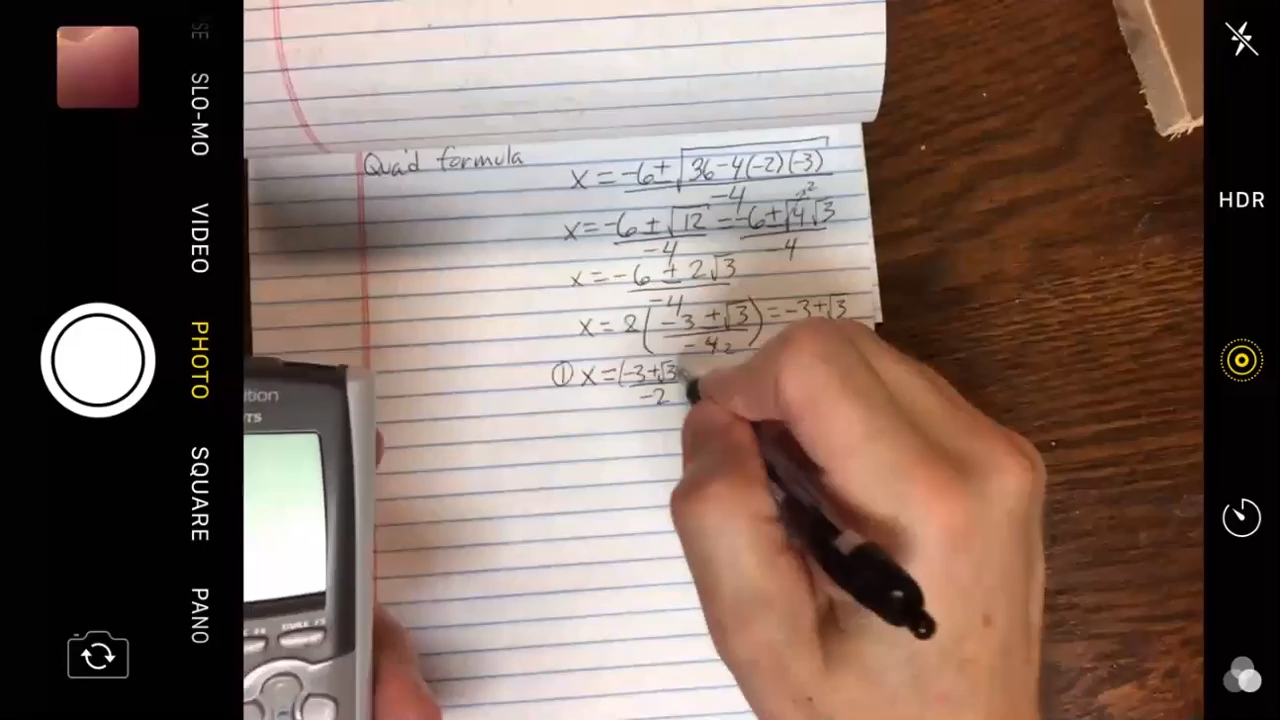 SE
SLO-MO
VIDEO
PHOTO
SQUARE
PANO
HDR
Quad formula
x = -6 ± √36-4(-2)(-3)
-4
x = -6 ± √12 = -6 ± √4 √3
-4 -4
x = -6 ± 2√3
-4
x = 2 ( -3 ± √3 ) = -3 ± √3
-4 2
① x = (-3+√3
-2